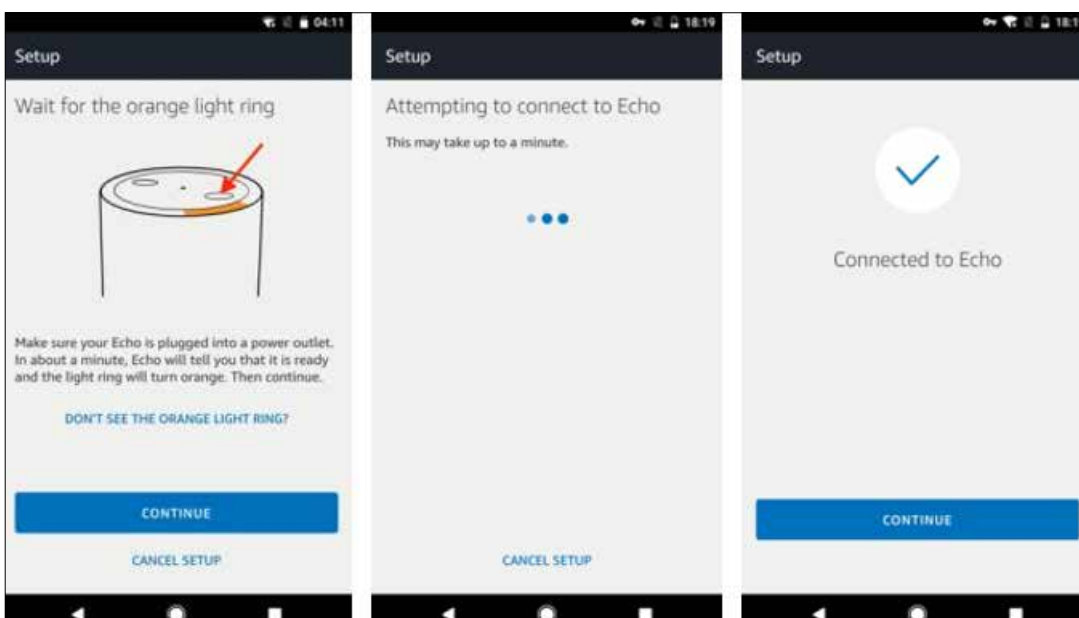 04:11
Setup
Wait for the orange light ring
Make sure your Echo is plugged into a power outlet.
In about a minute, Echo will tell you that it is ready
and the light ring will turn orange. Then continue.
DON'T SEE THE ORANGE LIGHT RING?
CONTINUE
CANCEL SETUP
18:19
Setup
Attempting to connect to Echo
This may take up to a minute.
CANCEL SETUP
18:1
Setup
Connected to Echo
CONTINUE